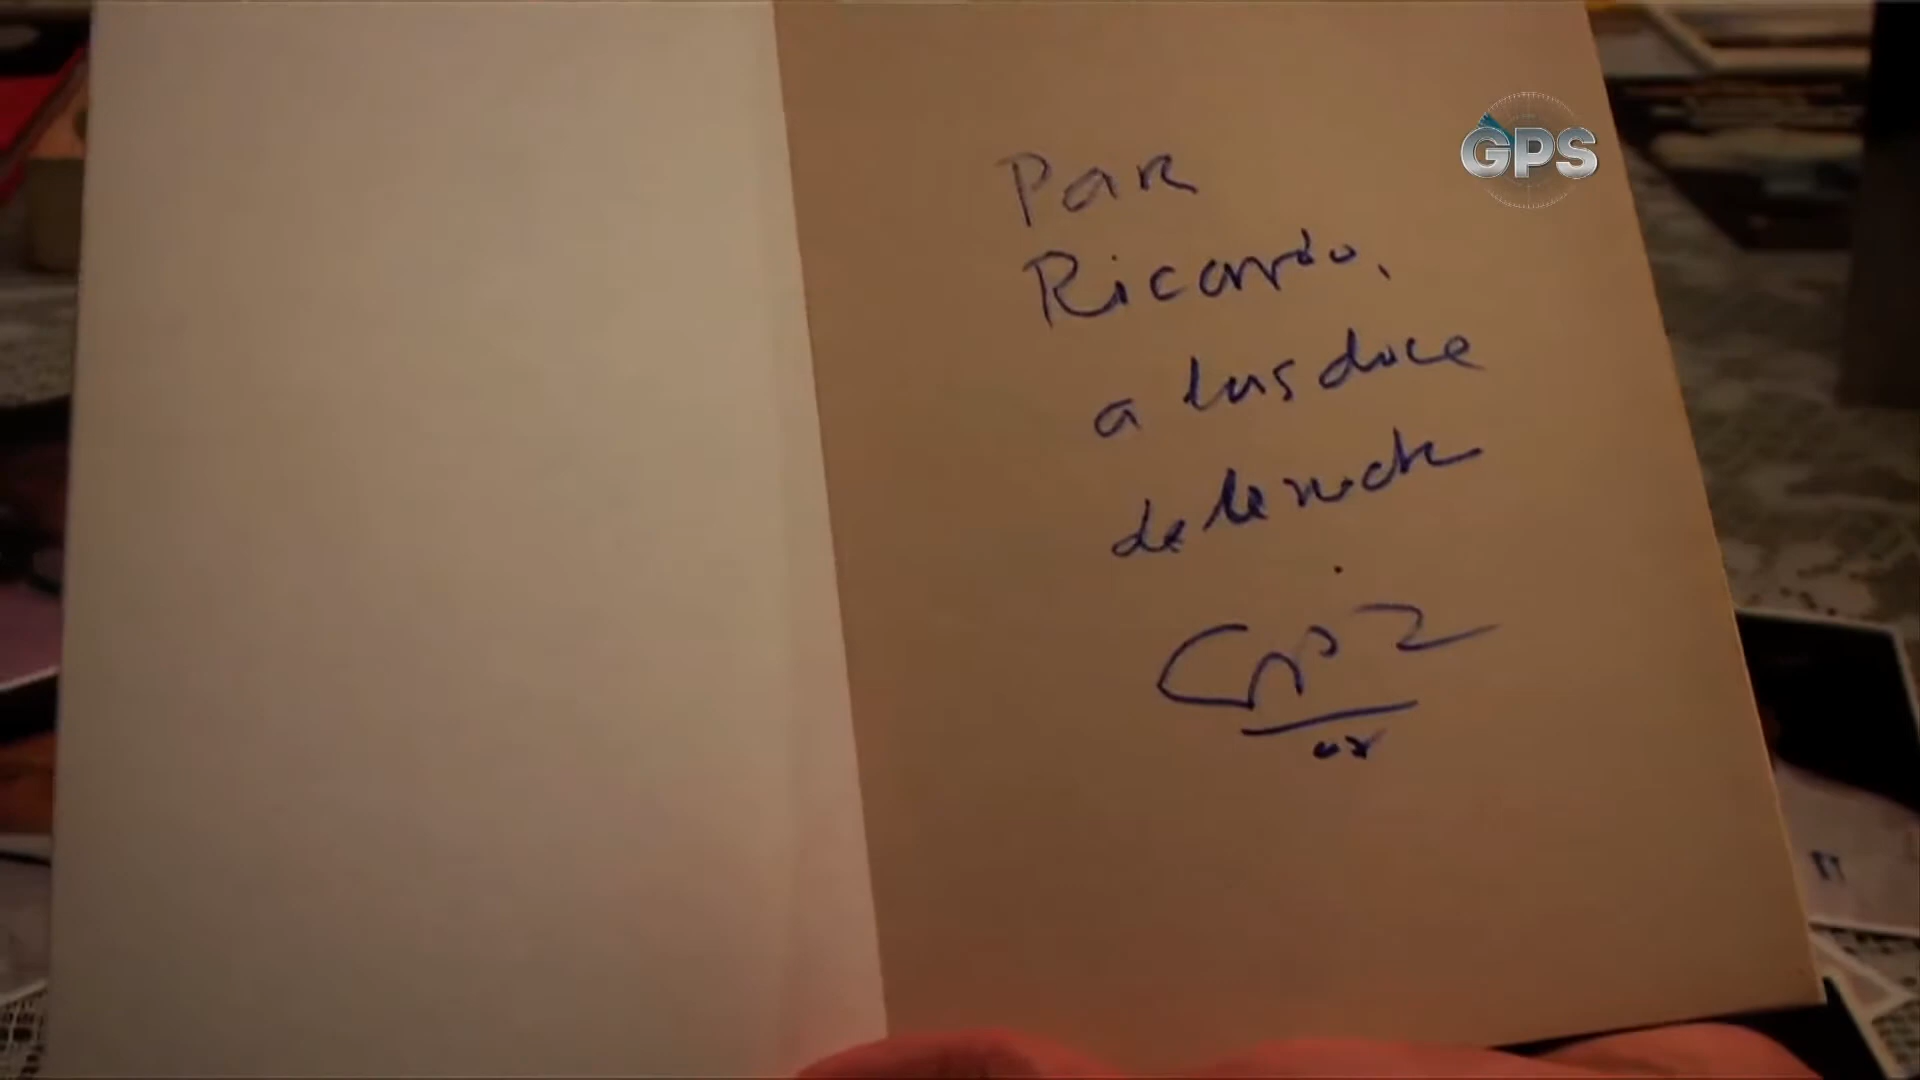 GPS
Para
Ricardo,
a las doce
de la noche